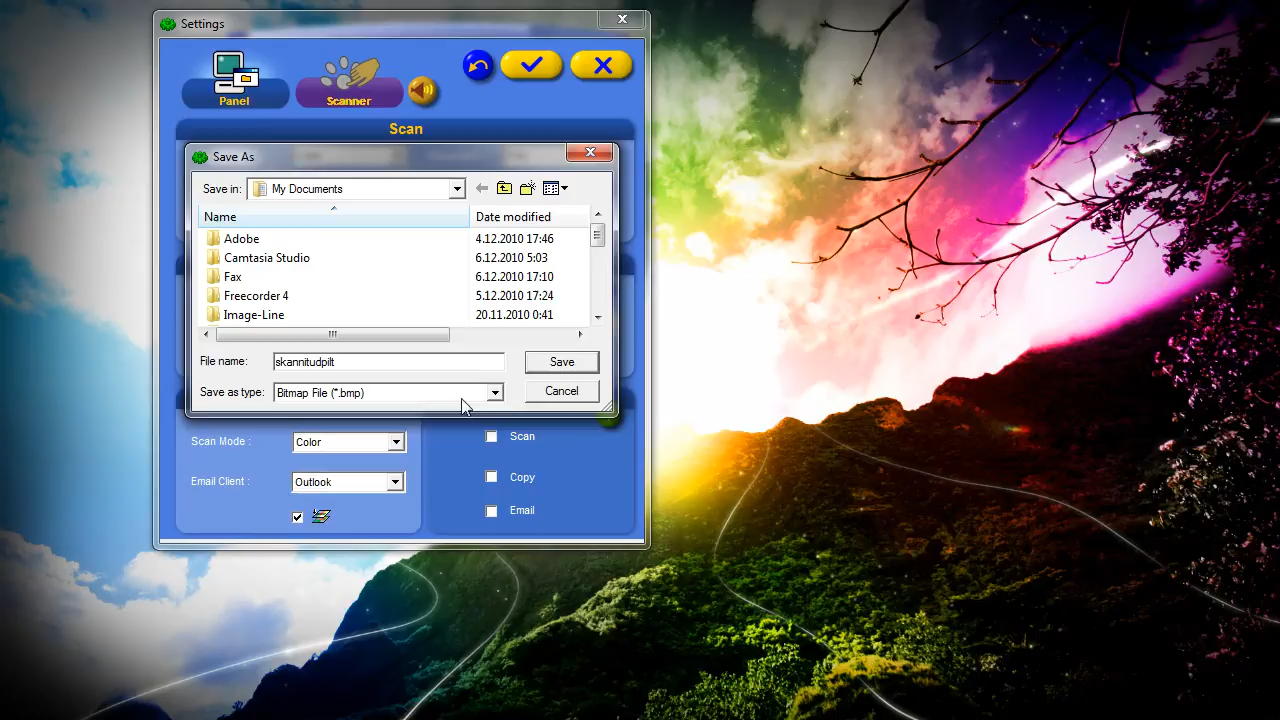 Settings
Panel
Scanner
Scan
Save As
Save in:
My Documents
Name
Date modified
Adobe
4.12.2010 17:46
Camtasia Studio
6.12.2010 5:03
Fax
6.12.2010 17:10
Freecorder 4
5.12.2010 17:24
Image-Line
20.11.2010 0:41
File name:
skannitudpilt
Save
Save as type:
Bitmap File (*.bmp)
Cancel
Scan Mode :
Color
Scan
Email Client :
Outlook
Copy
Email